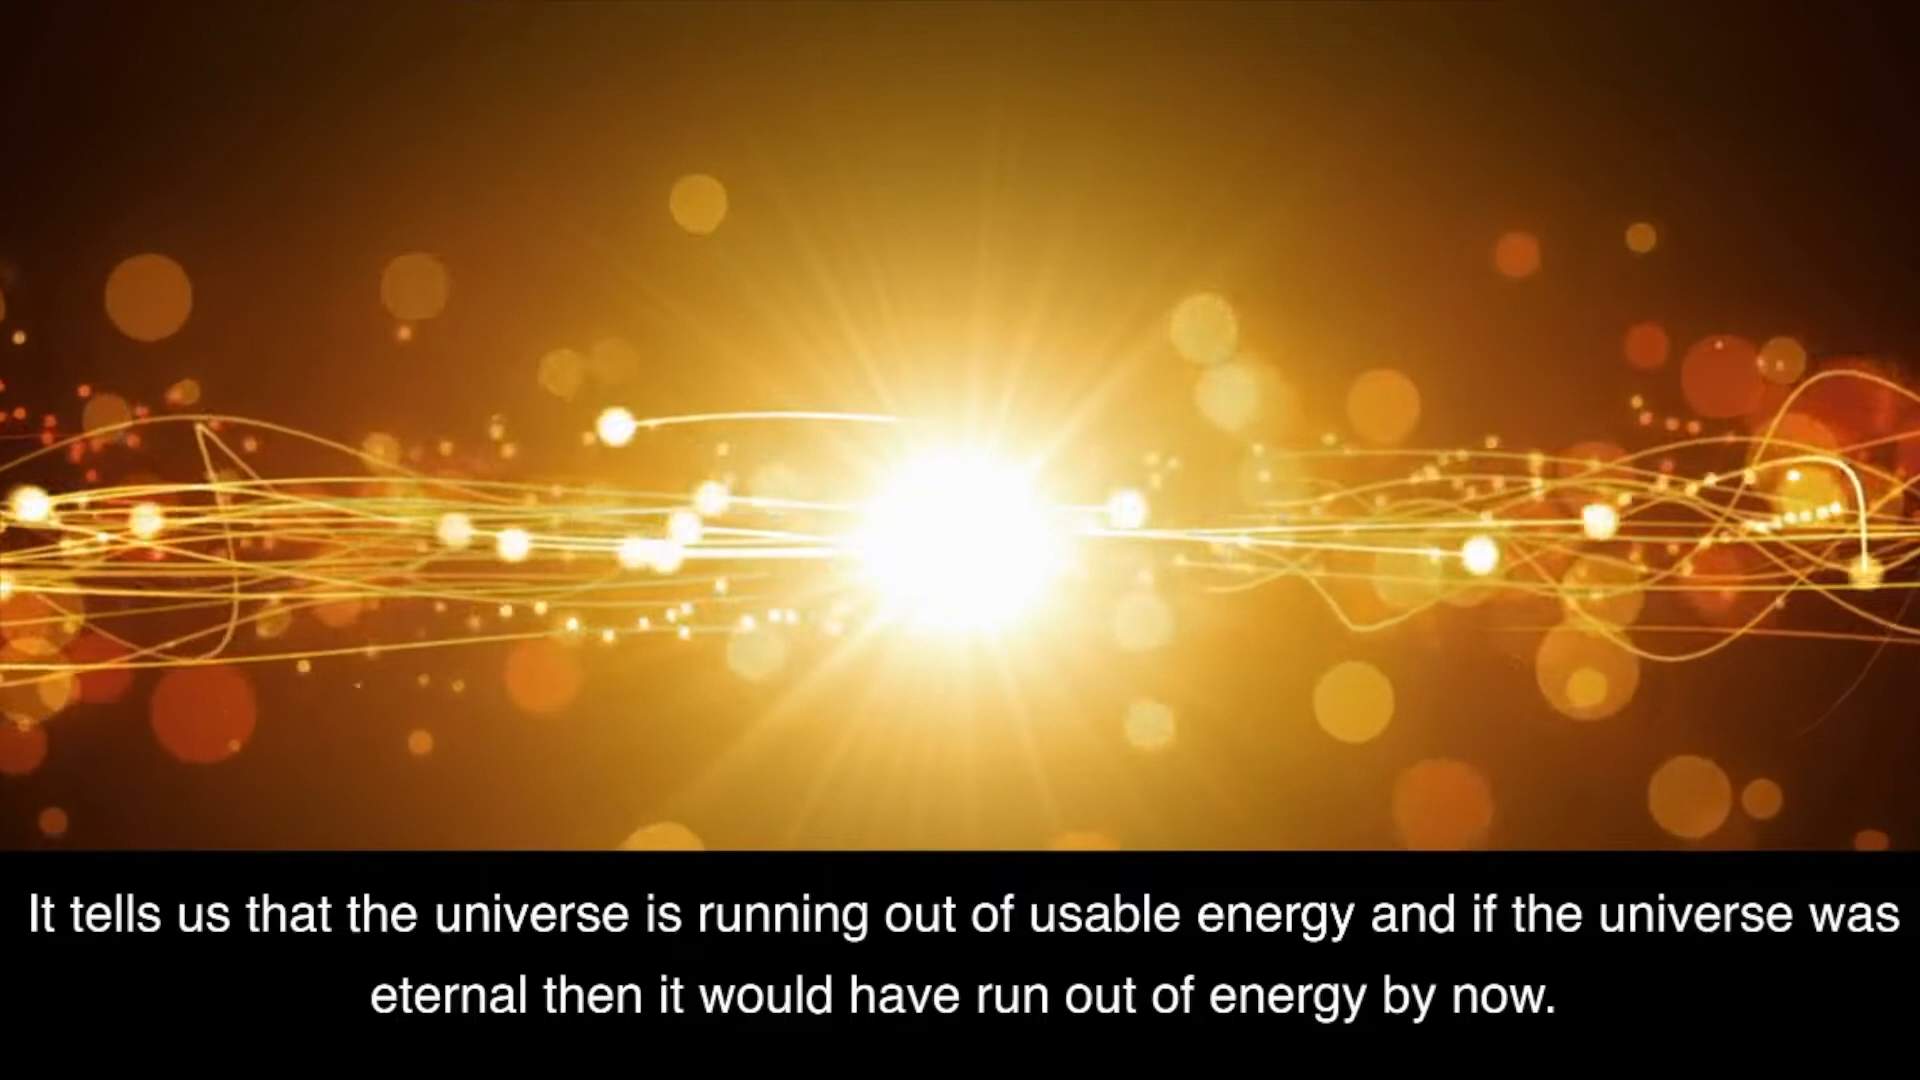 It tells us that the universe is running out of usable energy and if the universe was
eternal then it would have run out of energy by now.